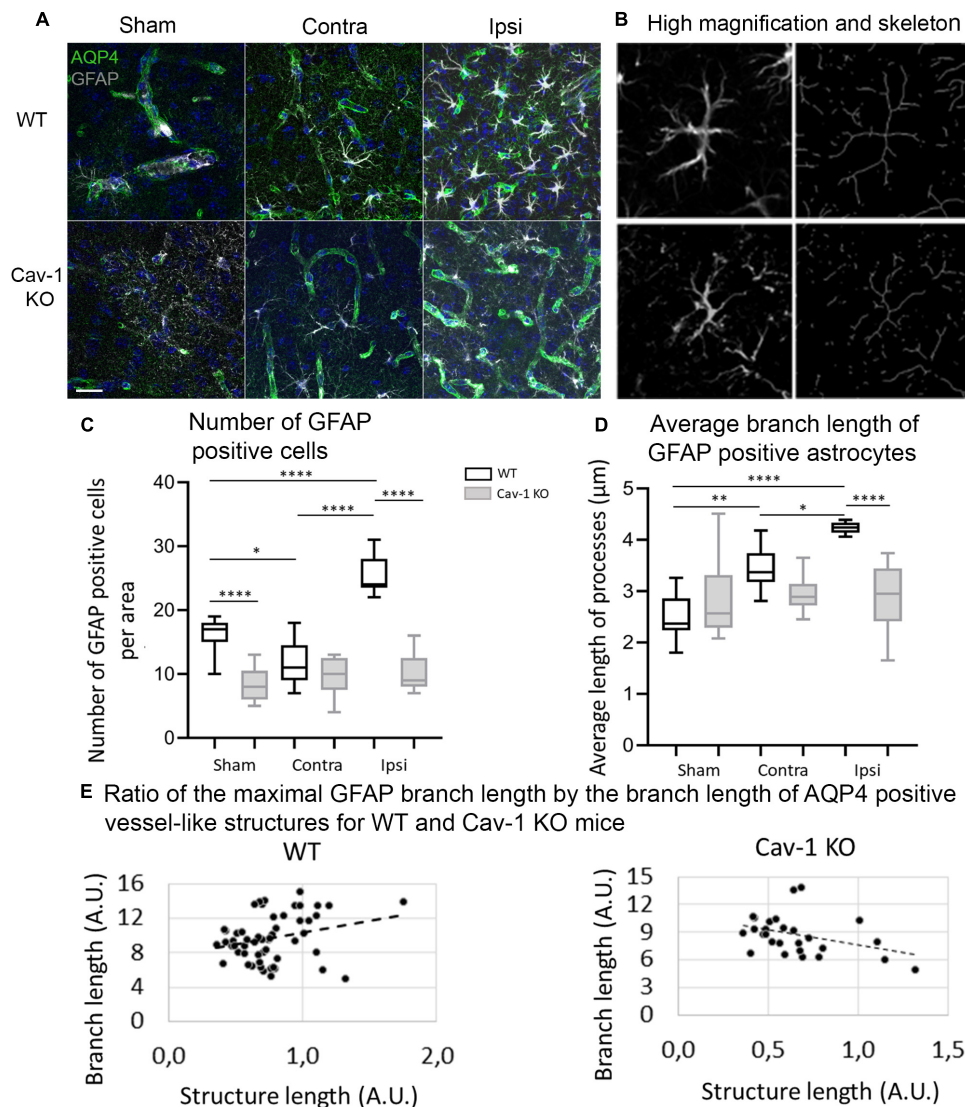 A Sham Contra Ipsi
AQP4
GFAP
WT
Cav-1
KO
B High magnification and skeleton
C Number of GFAP
positive cells
Number of GFAP positive cells
per area
40
30
20
10
0
****
****
****
*
****
WT
Cav-1 KO
Sham Contra Ipsi
D Average branch length of
GFAP positive astrocytes
Average length of processes (µm)
5
4
3
2
1
0
****
** * ****
Sham Contra Ipsi
E Ratio of the maximal GFAP branch length by the branch length of AQP4 positive
vessel-like structures for WT and Cav-1 KO mice
WT
Branch length (A.U.)
16
12
8
4
0
0,0 1,0 2,0
Structure length (A.U.)
Cav-1 KO
Branch length (A.U.)
15
12
9
6
3
0
0,0 0,5 1,0 1,5
Structure length (A.U.)